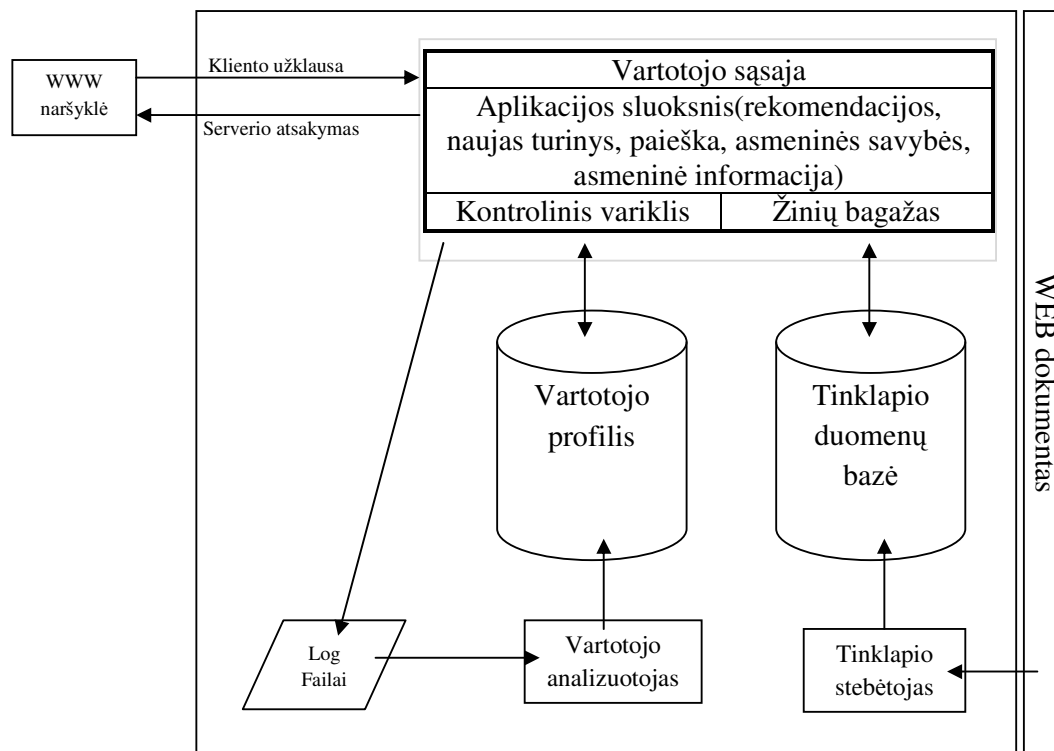 WWW
naršyklė
Kliento užklausa
Serverio atsakymas
Vartotojo sąsaja
Aplikacijos sluoksnis(rekomendacijos,
naujas turinys, paieška, asmeninės savybės,
asmeninė informacija)
Kontrolinis variklis
Žinių bagažas
Vartotojo
profilis
Tinklapio
duomenų
bazė
WEB dokumentas
Log
Failai
Vartotojo
analizuotojas
Tinklapio
stebėtojas